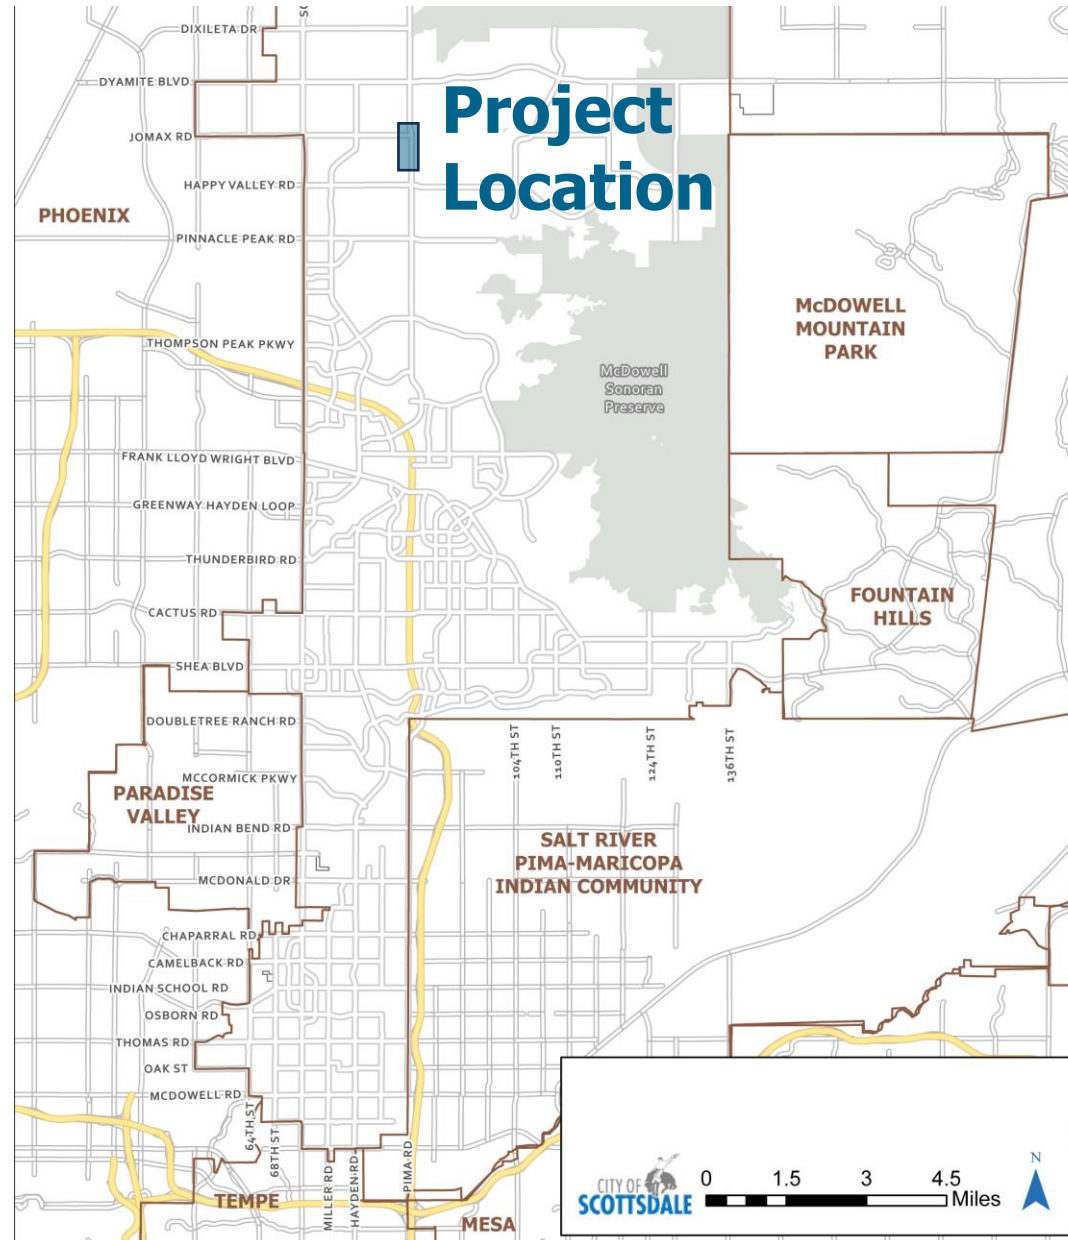 SC
DIXILETA DR
DYAMITE BLVD
Project
Location
JOMAX RD
HAPPY VALLEY RD
PHOENIX
PINNACLE PEAK RD
McDOWELL
MOUNTAIN
PARK
THOMPSON PEAK PKWY
McDowell
Sonoran
Preserve
FRANK LLOYD WRIGHT BLVD
GREENWAY HAYDEN LOOP
THUNDERBIRD RD
FOUNTAIN
HILLS
CACTUS RD
SHEA BLVD
DOUBLETREE RANCH RD
104TH ST
110TH ST
124TH ST
136TH ST
MCCORMICK PKWY
PARADISE
VALLEY
INDIAN BEND RD
SALT RIVER
PIMA-MARICOPA
INDIAN COMMUNITY
MCDONALD DR
CHAPARRAL RD
CAMELBACK RD
INDIAN SCHOOL RD
OSBORN RD
THOMAS RD
OAK ST
MCDOWELL RD
64TH ST
68TH ST
MILLER RD
HAYDEN RD
PIMA RD
TEMPE
MESA
CITY OF
SCOTTSDALE
0 1.5 3 4.5
Miles
N